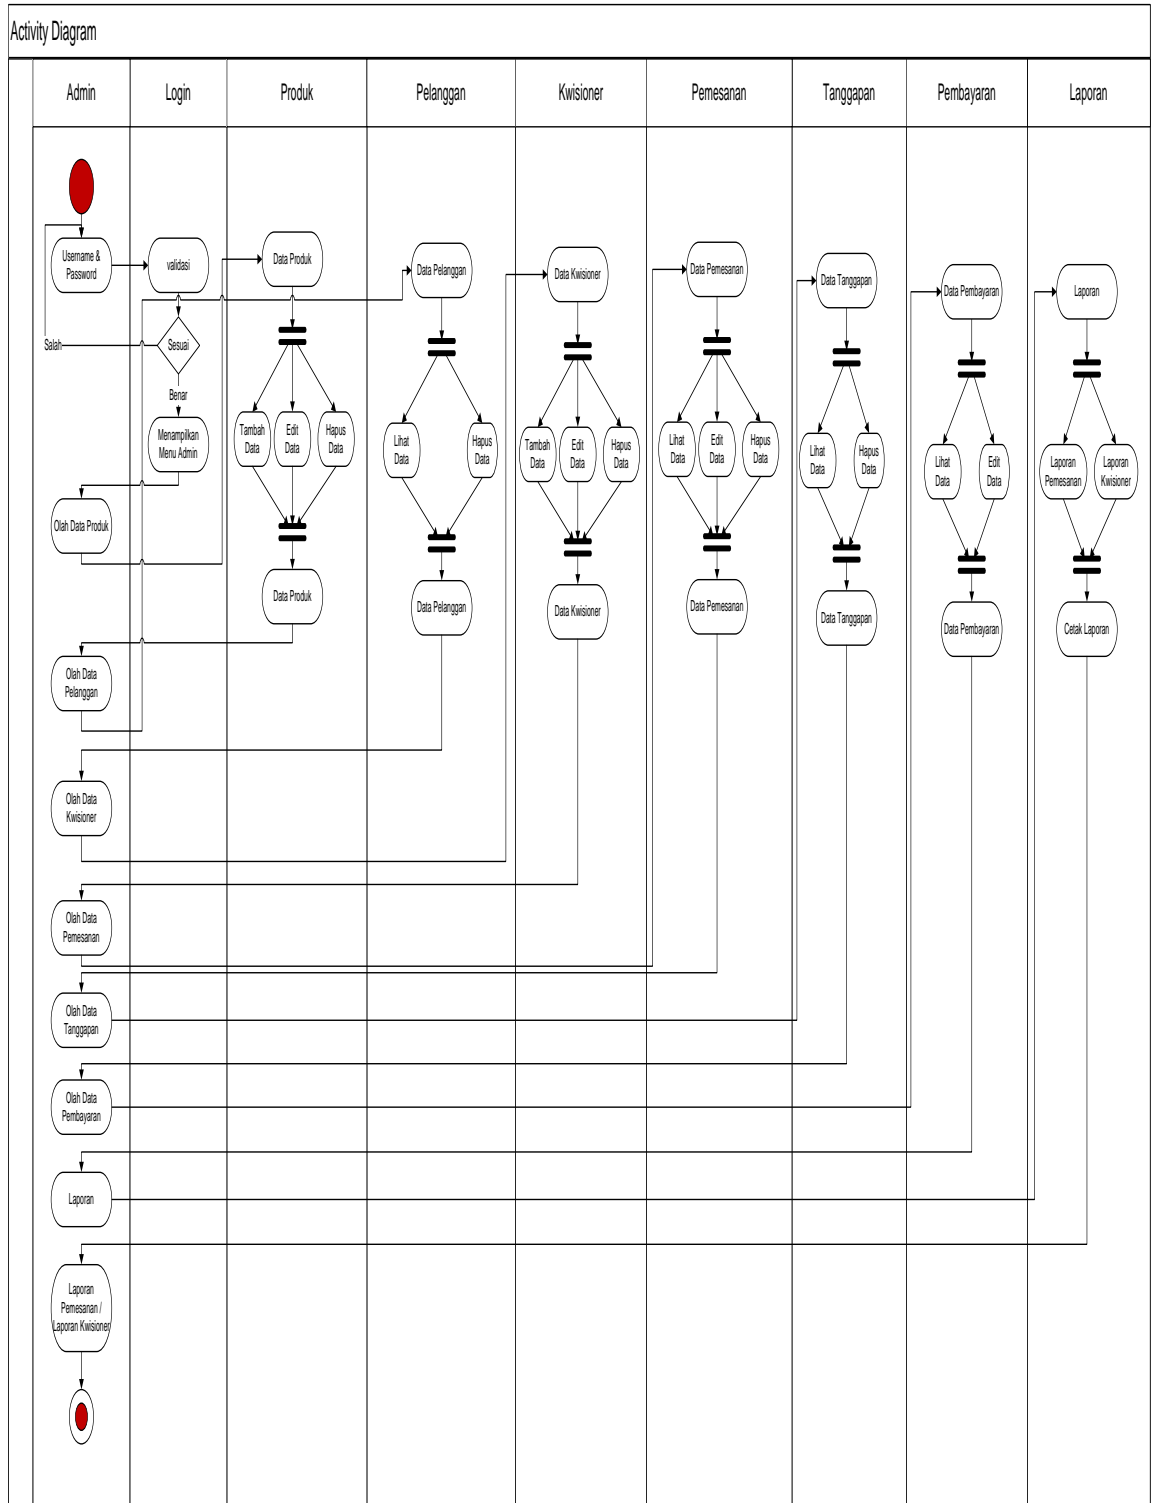 Activity Diagram
Admin
Login
Produk
Pelanggan
Kwisioner
Pemesanan
Tanggapan
Pembayaran
Laporan
Username &
Password
validasi
Data Produk
Data Pelanggan
Data Kwisioner
Data Pemesanan
Data Tanggapan
Data Pembayaran
Laporan
Salah
Sesuai
Benar
Menampilkan
Menu Admin
Tambah
Data
Edit
Data
Hapus
Data
Lihat
Data
Hapus
Data
Tambah
Data
Edit
Data
Hapus
Data
Lihat
Data
Edit
Data
Hapus
Data
Lihat
Data
Hapus
Data
Lihat
Data
Edit
Data
Laporan
Pemesanan
Laporan
Kwisioner
Olah Data Produk
Data Produk
Data Pelanggan
Data Kwisioner
Data Pemesanan
Data Tanggapan
Data Pembayaran
Cetak Laporan
Olah Data
Pelanggan
Olah Data
Kwisioner
Olah Data
Pemesanan
Olah Data
Tanggapan
Olah Data
Pembayaran
Laporan
Laporan
Pemesanan /
Laporan Kwisioner